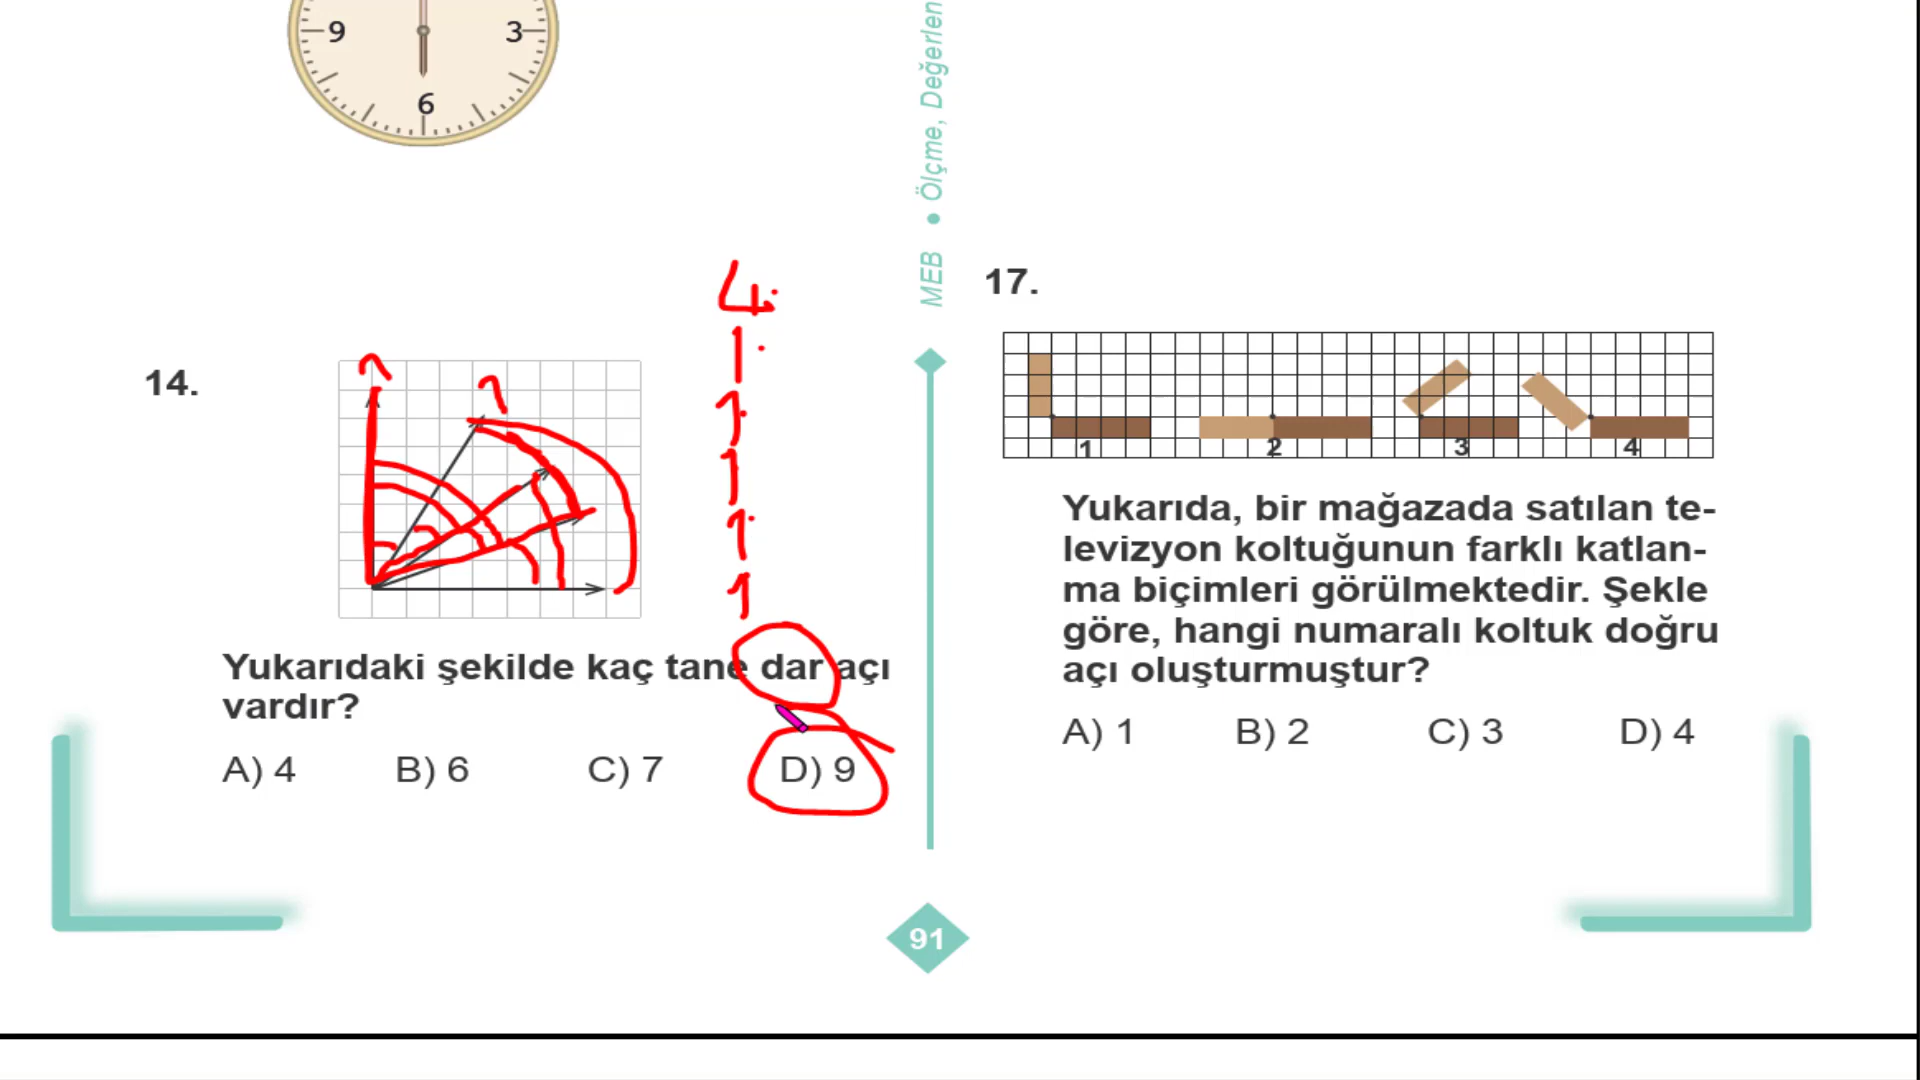 9
3
6
MEB • Ölçme, Değerlen
14.
4
1
1
1
1
1
Yukarıdaki şekilde kaç tane dar açı
vardır?
A) 4 B) 6 C) 7 D) 9
17.
1 2 3 4
Yukarıda, bir mağazada satılan te-
levizyon koltuğunun farklı katlan-
ma biçimleri görülmektedir. Şekle
göre, hangi numaralı koltuk doğru
açı oluşturmuştur?
A) 1 B) 2 C) 3 D) 4
91